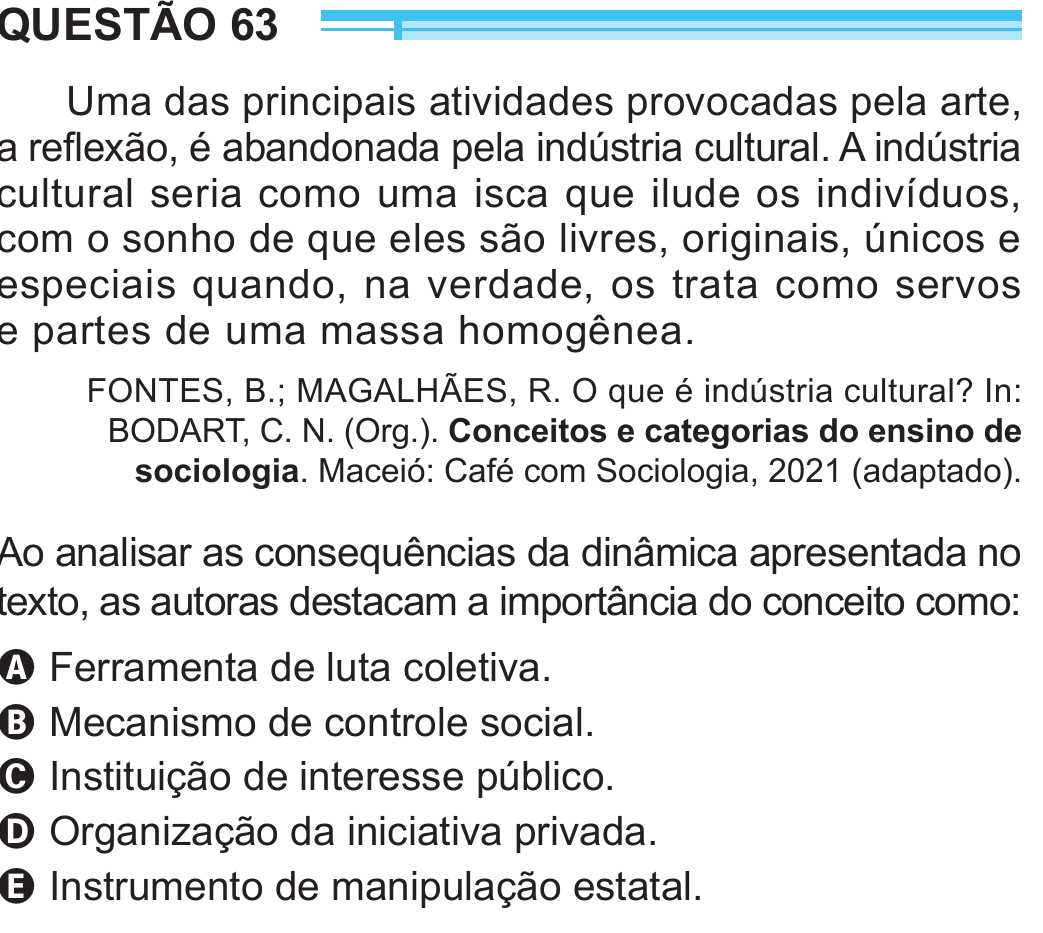 QUESTÃO 63
Uma das principais atividades provocadas pela arte,
a reflexão, é abandonada pela indústria cultural. A indústria
cultural seria como uma isca que ilude os indivíduos,
com o sonho de que eles são livres, originais, únicos e
especiais quando, na verdade, os trata como servos
e partes de uma massa homogênea.
FONTES, B.; MAGALHÃES, R. O que é indústria cultural? In:
BODART, C. N. (Org.). Conceitos e categorias do ensino de
sociologia. Maceió: Café com Sociologia, 2021 (adaptado).
Ao analisar as consequências da dinâmica apresentada no
texto, as autoras destacam a importância do conceito como:
A Ferramenta de luta coletiva.
B Mecanismo de controle social.
C Instituição de interesse público.
D Organização da iniciativa privada.
E Instrumento de manipulação estatal.